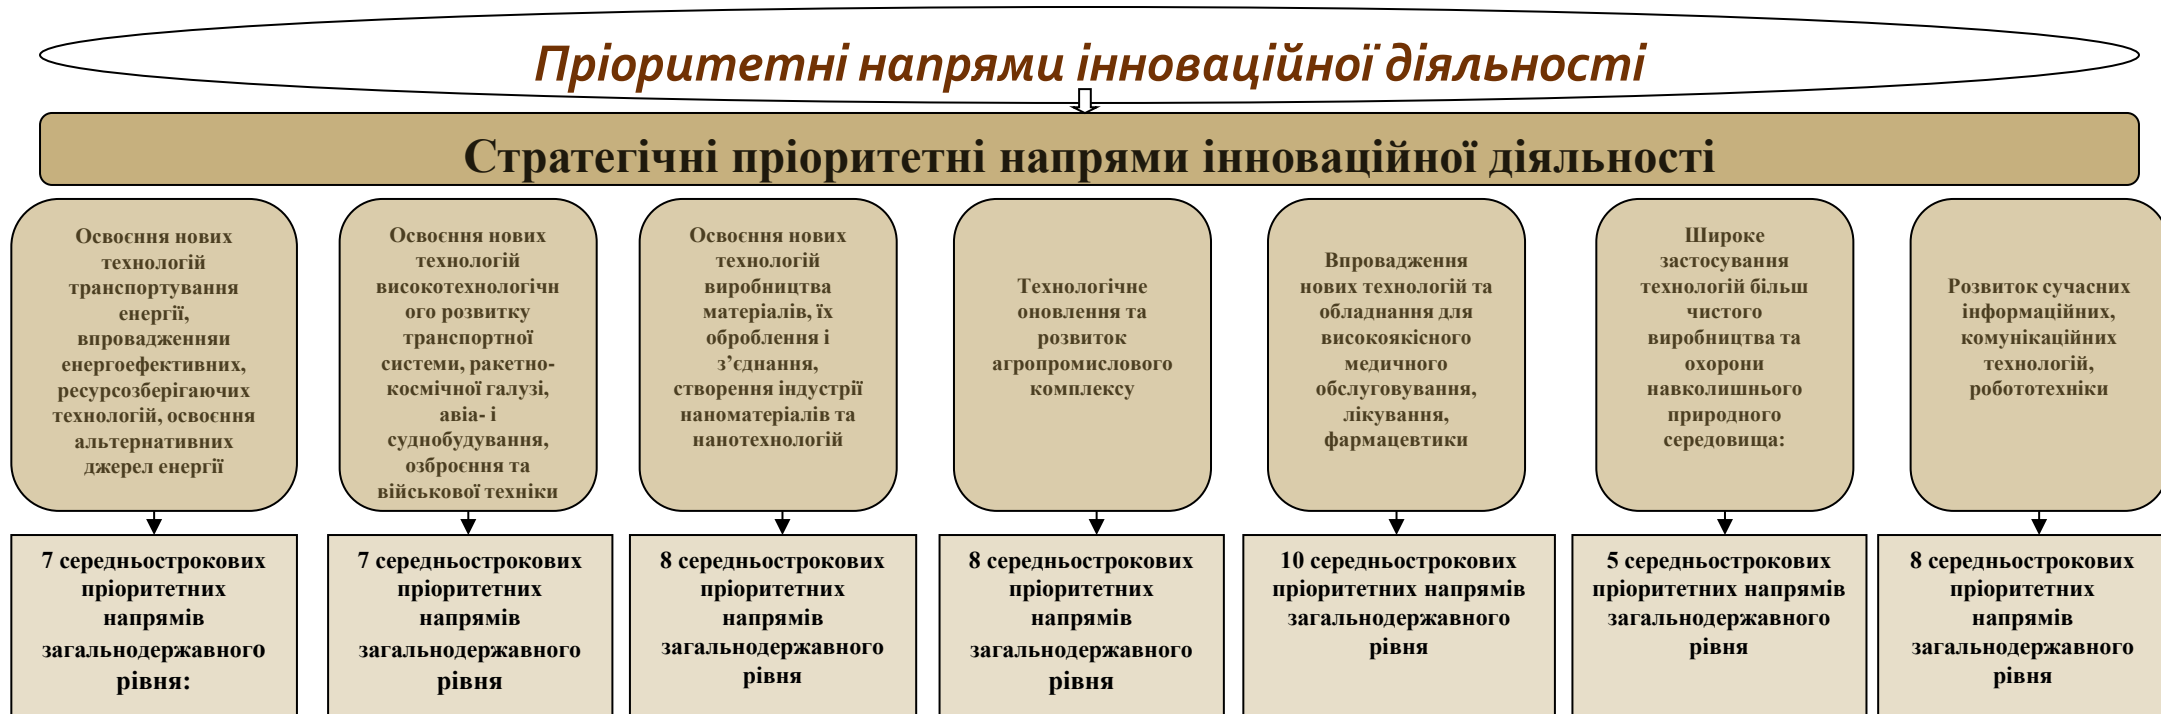 Пріоритетні напрями інноваційної діяльності
Стратегічні пріоритетні напрями інноваційної діяльності
Освоєння нових
технологій
транспортування
енергії,
впровадженняи
енергоефективних,
ресурсозберігаючих
технологій, освоєння
альтернативних
джерел енергії
Освоєння нових
технологій
високотехнологічн
ого розвитку
транспортної
системи, ракетно-
космічної галузі,
авіа- і
суднобудування,
озброєння та
військової техніки
Освоєння нових
технологій
виробництва
матеріалів, їх
оброблення і
з’єднання,
створення індустрії
наноматеріалів та
нанотехнологій
Технологічне
оновлення та
розвиток
агропромислового
комплексу
Впровадження
нових технологій та
обладнання для
високоякісного
медичного
обслуговування,
лікування,
фармацевтики
Широке
застосування
технологій більш
чистого
виробництва та
охорони
навколишнього
природного
середовища:
Розвиток сучасних
інформаційних,
комунікаційних
технологій,
робототехніки
7 середньострокових
пріоритетних
напрямів
загальнодержавного
рівня:
7 середньострокових
пріоритетних
напрямів
загальнодержавного
рівня
8 середньострокових
пріоритетних
напрямів
загальнодержавного
рівня
8 середньострокових
пріоритетних
напрямів
загальнодержавного
рівня
10 середньострокових
пріоритетних напрямів
загальнодержавного
рівня
5 середньострокових
пріоритетних напрямів
загальнодержавного
рівня
8 середньострокових
пріоритетних
напрямів
загальнодержавного
рівня